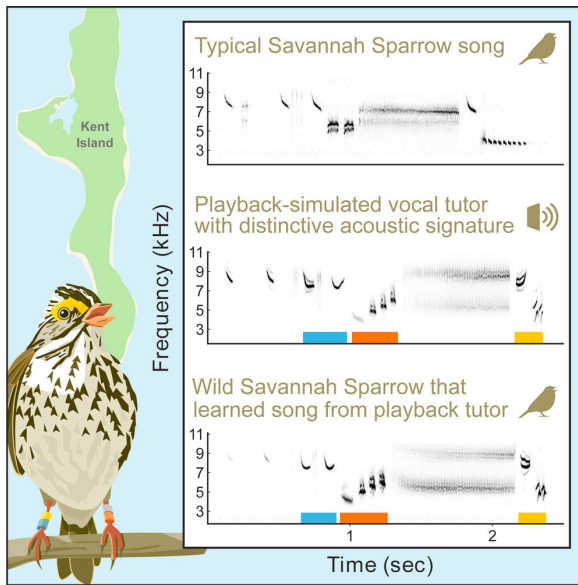 Kent
Island
Frequency (kHz)
Typical Savannah Sparrow song
11
9
7
5
3
Playback-simulated vocal tutor
with distinctive acoustic signature
11
9
7
5
3
Wild Savannah Sparrow that
learned song from playback tutor
11
9
7
5
3
1
2
Time (sec)